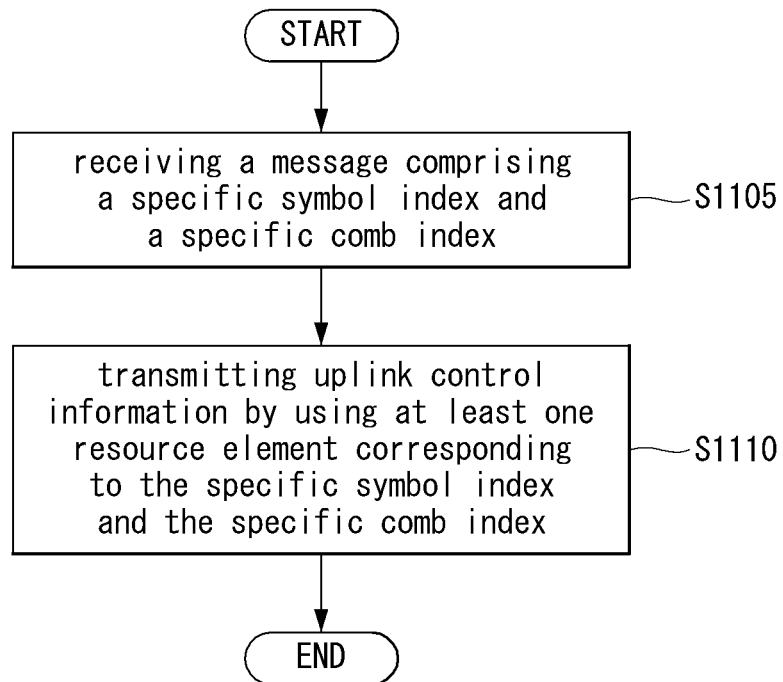 START
receiving a message comprising
a specific symbol index and
a specific comb index
S1105
transmitting uplink control
information by using at least one
resource element corresponding
to the specific symbol index
and the specific comb index
S1110
END